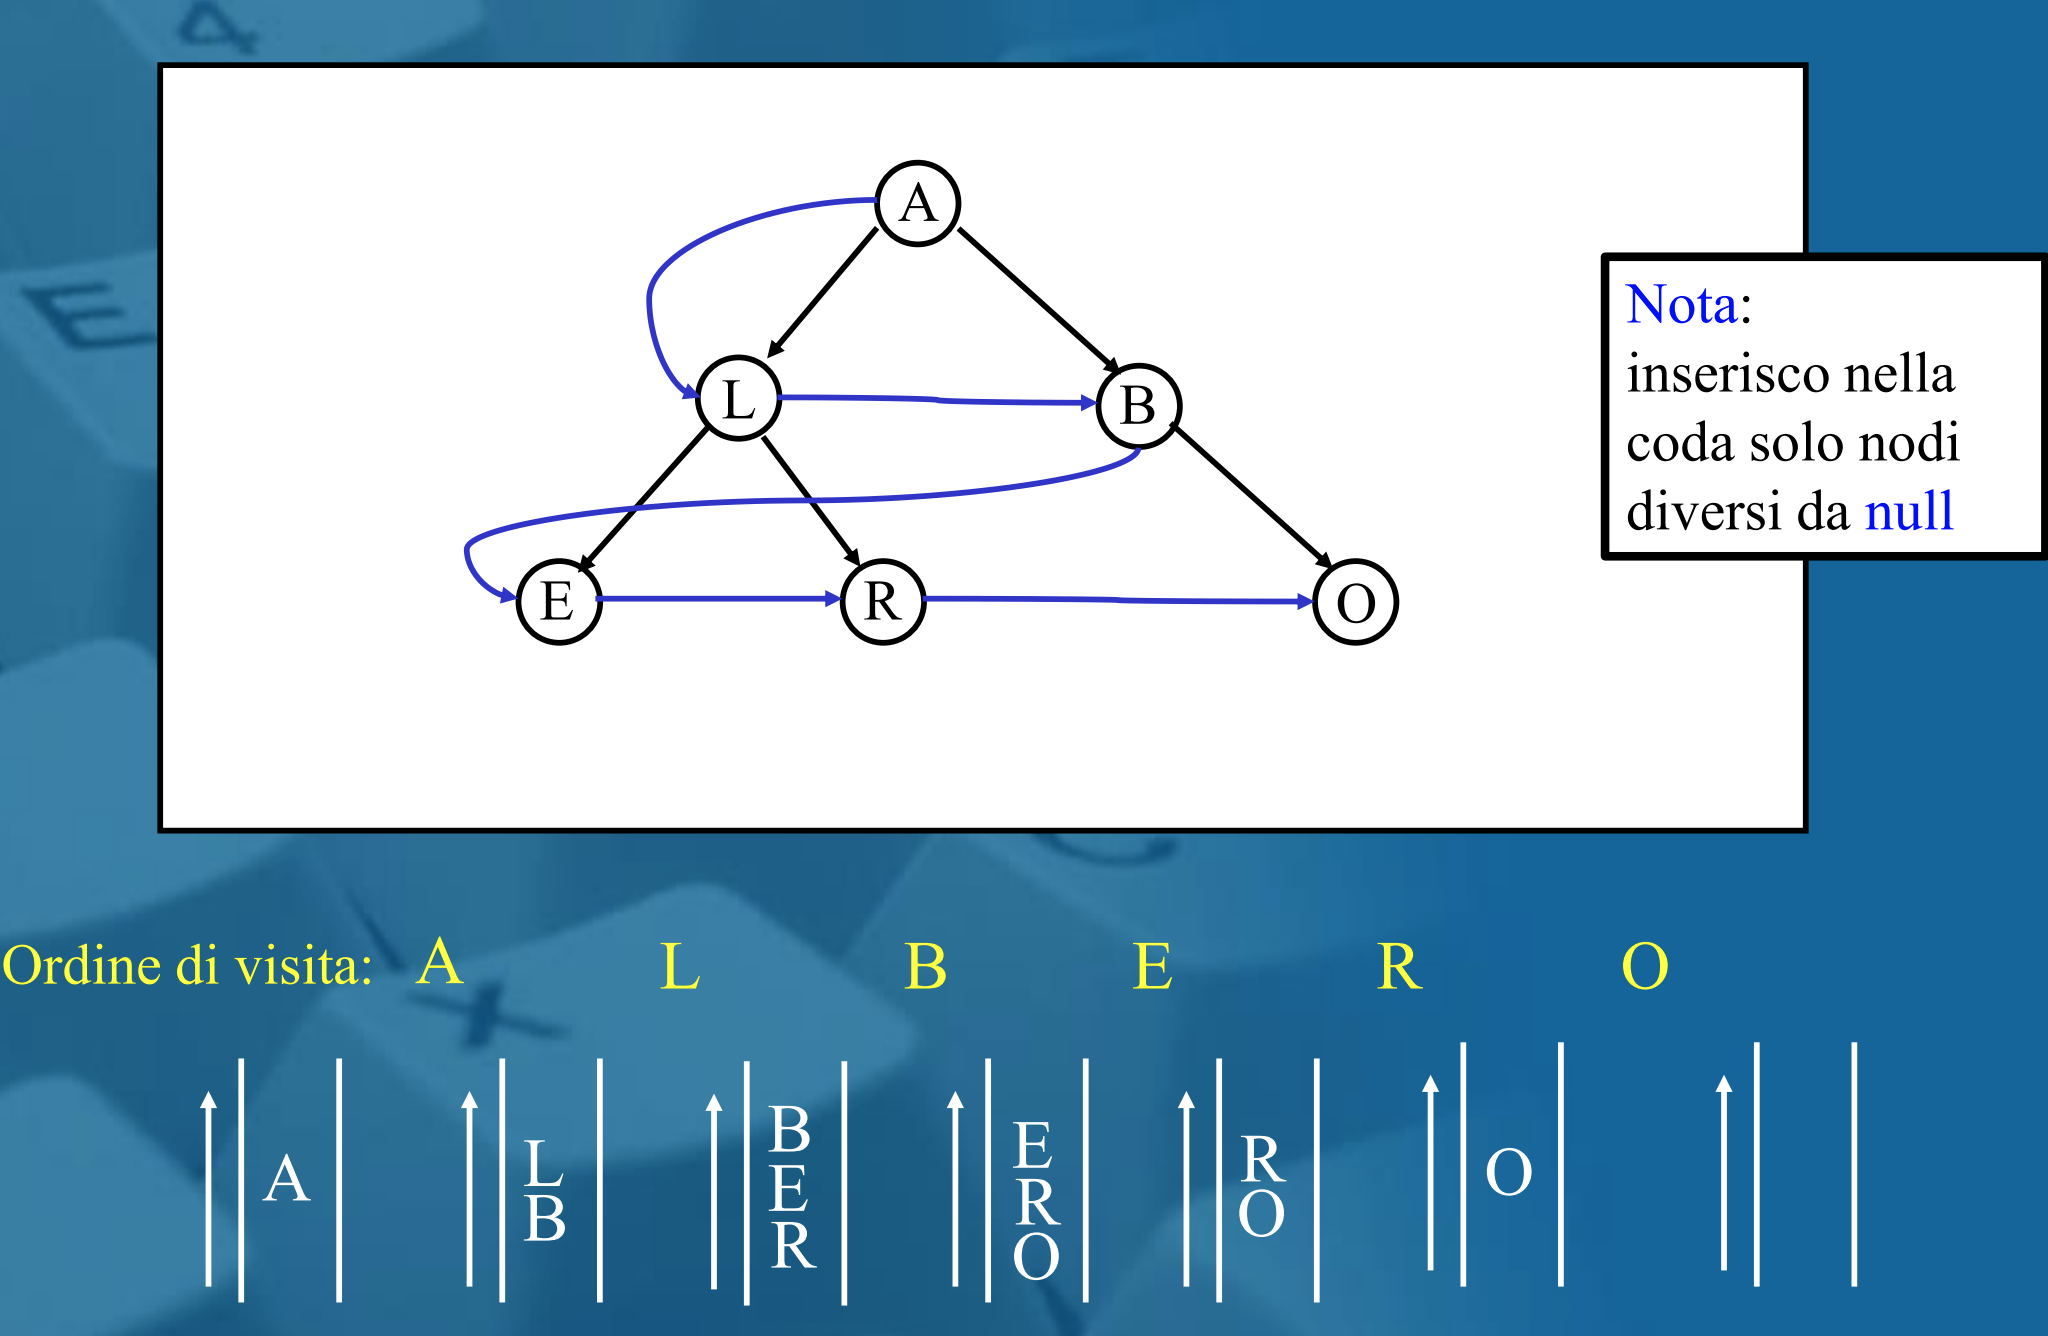 A
L
B
E
R
O
Nota:
inserisco nella
coda solo nodi
diversi da null
Ordine di visita: A L B E R O
A
L
B
B
E
R
E
R
O
R
O
O